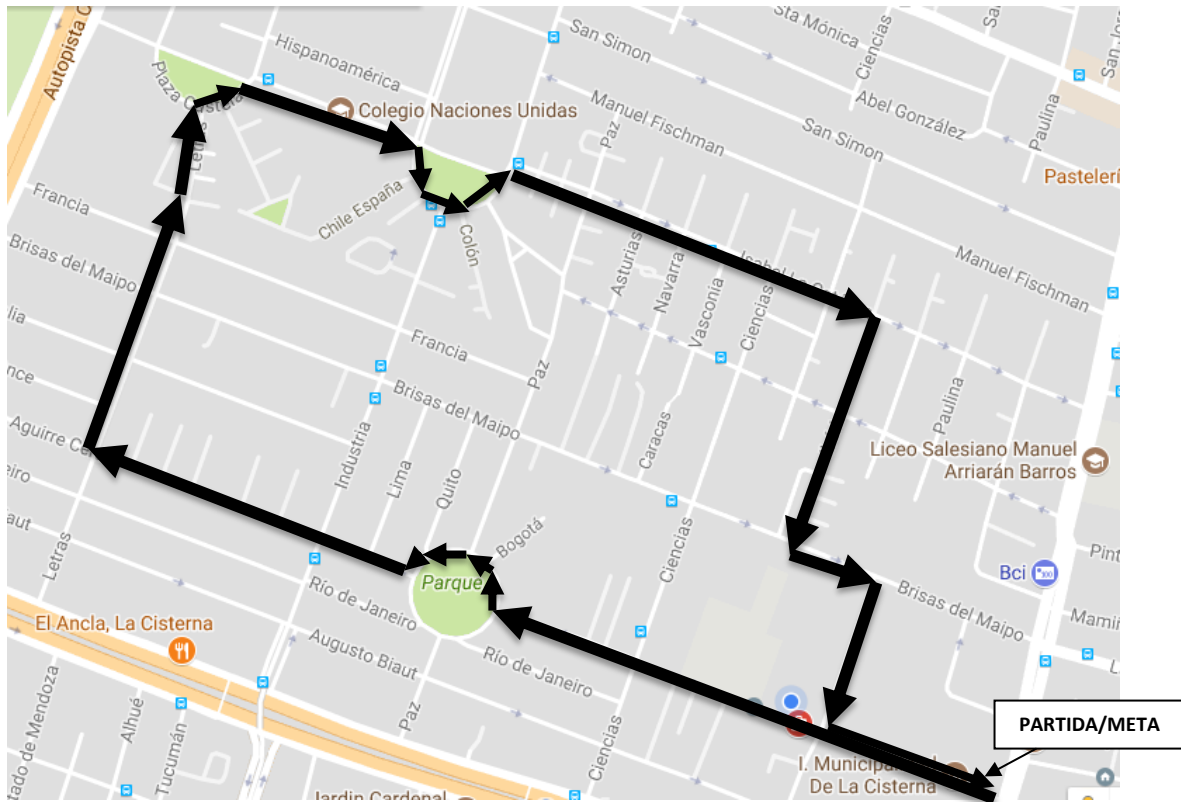 Autopista
Hispanoamérica
San Simon
Sta Mónica
Ciencias
Plaza
Colegio Naciones Unidas
Manuel Fischman
Paz
Abel González
San Simon
Paulina
Francia
Chile España
Colón
Brisas del Maipo
Asturias
Navarra
Vasconia
Ciencias
Manuel Fischman
Francia
Paz
Brisas del Maipo
Aguirre
Industria
Lima
Quito
Caracas
Paulina
Liceo Salesiano Manuel
Arriarán Barros
Bogotá
Ciencias
Letras
Parque
Río de Janeiro
Bci
Brisas del Maipo
El Ancla, La Cisterna
Augusto Biaut
Río de Janeiro
Alhué
Tucumán
Paz
Ciencias
PARTIDA/META
De La Cisterna
Jardin Cardenal